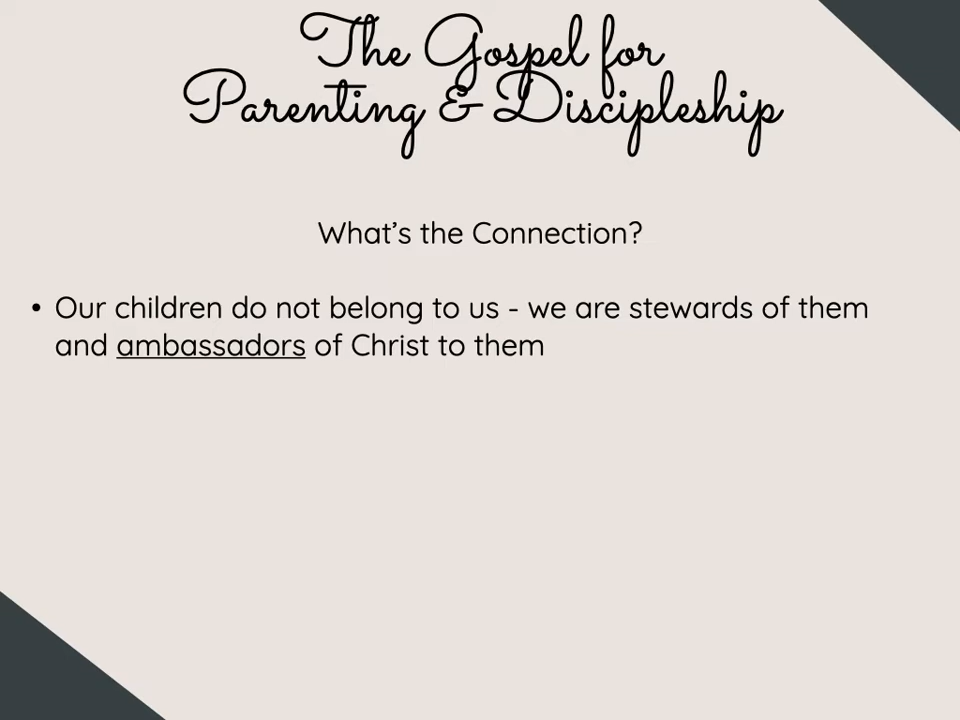 The Gospel for
Parenting & Discipleship
What's the Connection?
• Our children do not belong to us - we are stewards of them
and ambassadors of Christ to them